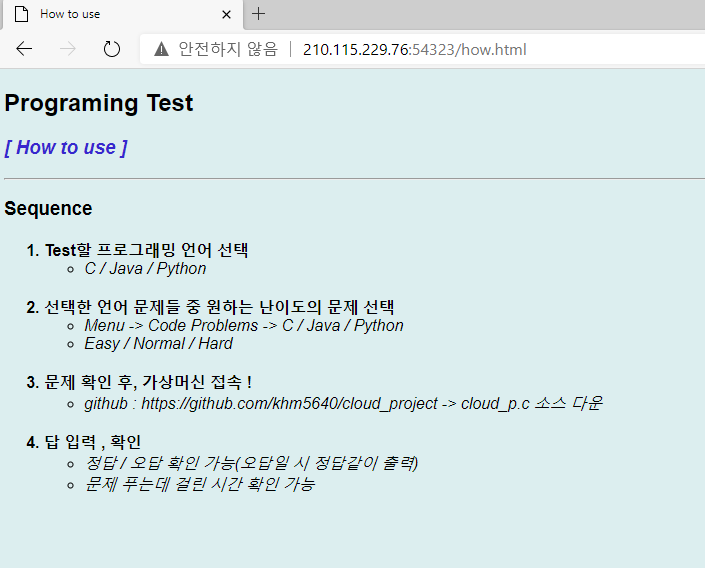 How to use
안전하지 않음 | 210.115.229.76:54323/how.html
Programing Test
[ How to use ]
Sequence
1. Test할 프로그래밍 언어 선택
C / Java / Python
2. 선택한 언어 문제들 중 원하는 난이도의 문제 선택
Menu -> Code Problems -> C / Java / Python
Easy / Normal / Hard
3. 문제 확인 후, 가상머신 접속 !
github : https://github.com/khm5640/cloud_project -> cloud_p.c 소스 다운
4. 답 입력 , 확인
정답 / 오답 확인 가능(오답일 시 정답같이 출력)
문제 푸는데 걸린 시간 확인 가능